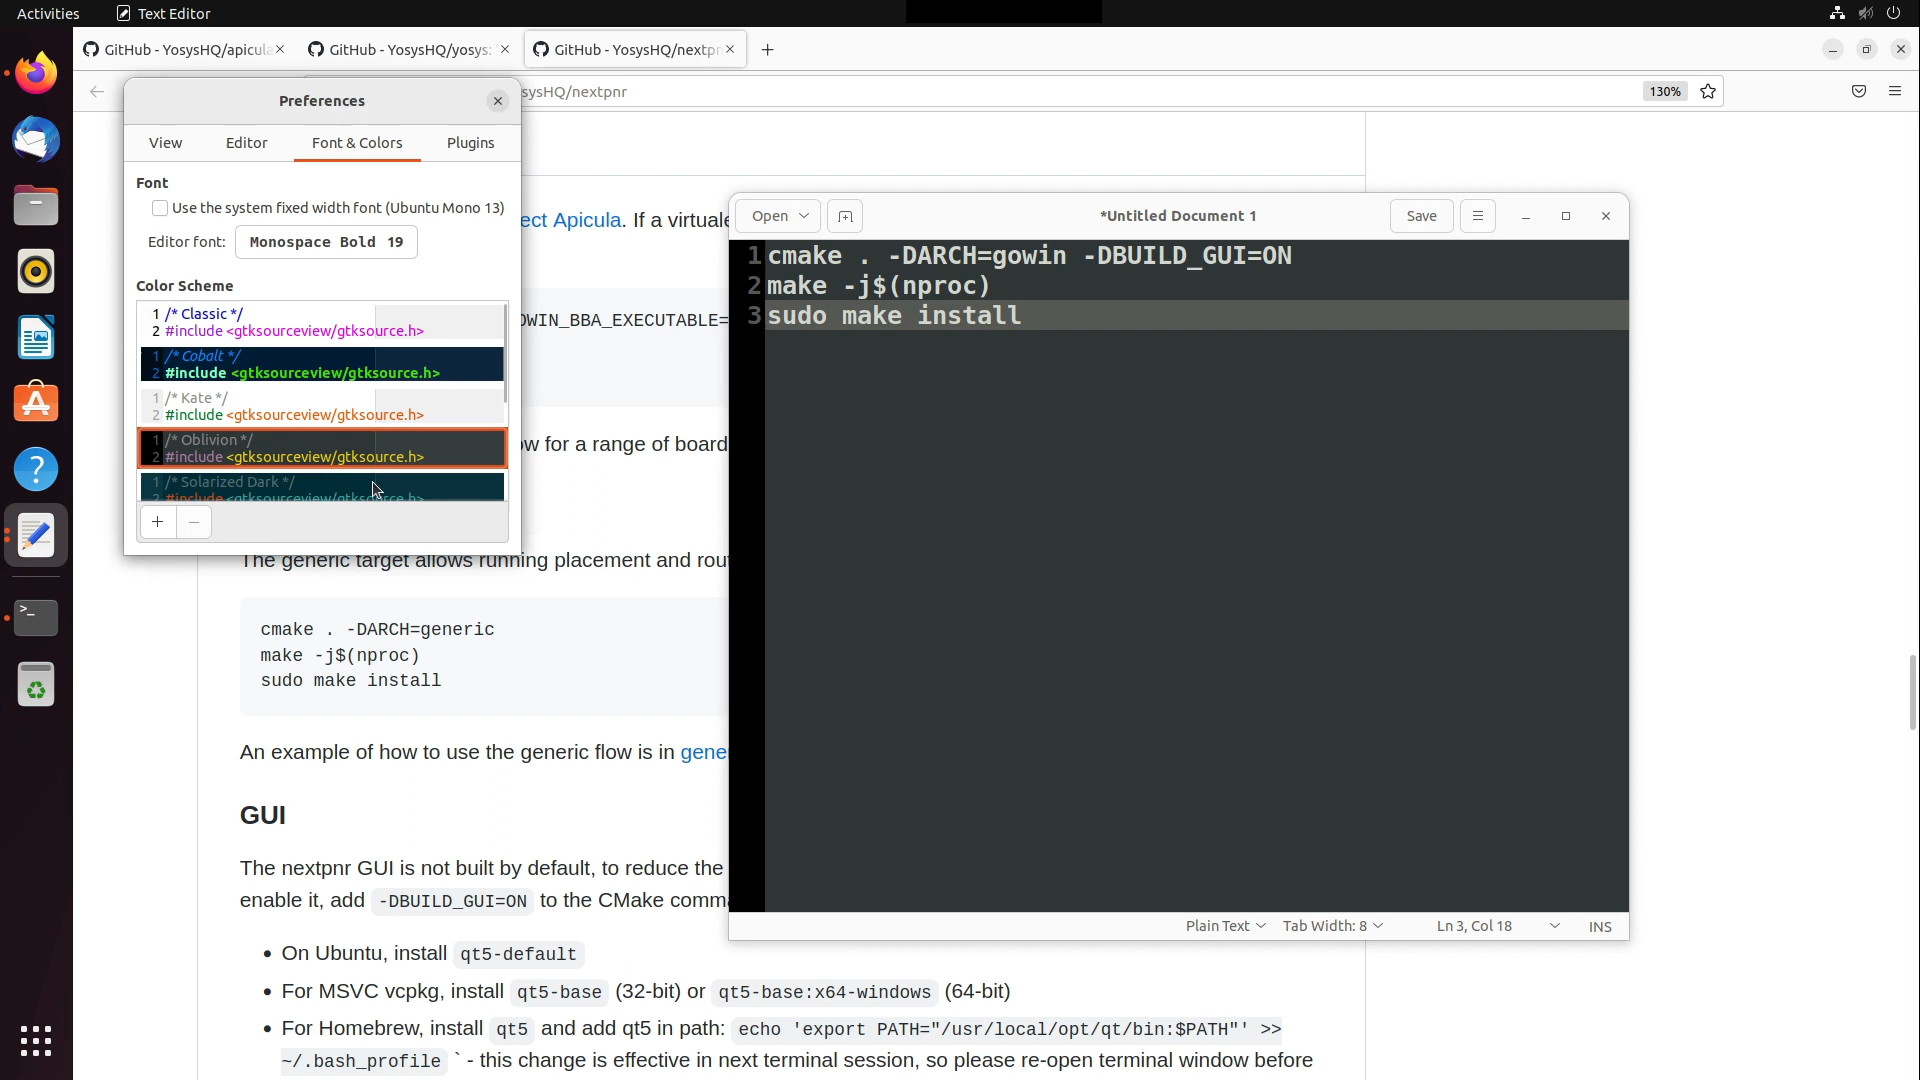 Activities
Text Editor
GitHub - YosysHQ/apicula
GitHub - YosysHQ/yosys:
GitHub - YosysHQ/nextpn
sysHQ/nextpnr
130%
Preferences
View
Editor
Font & Colors
Plugins
Font
Use the system fixed width font (Ubuntu Mono 13)
Editor font:
Monospace Bold 19
Color Scheme
1 /* Classic */
2 #include <gtksourceview/gtksource.h>
1 /* Cobalt */
2 #include <gtksourceview/gtksource.h>
1 /* Kate */
2 #include <gtksourceview/gtksource.h>
1 /* Oblivion */
2 #include <gtksourceview/gtksource.h>
1 /* Solarized Dark */
2 #include <gtksourceview/gtksource.h>
Open
*Untitled Document 1
Save
1 cmake . -DARCH=gowin -DBUILD_GUI=ON
2 make -j$(nproc)
3 sudo make install
Plain Text
Tab Width: 8
Ln 3, Col 18
INS
ect Apicula. If a virtuale
OWIN_BBA_EXECUTABLE=
ow for a range of board
The generic target allows running placement and rout
cmake . -DARCH=generic
make -j$(nproc)
sudo make install
An example of how to use the generic flow is in gener
GUI
The nextpnr GUI is not built by default, to reduce the
enable it, add -DBUILD_GUI=ON to the CMake comma
• On Ubuntu, install qt5-default
• For MSVC vcpkg, install qt5-base (32-bit) or qt5-base:x64-windows (64-bit)
• For Homebrew, install qt5 and add qt5 in path: echo 'export PATH="/usr/local/opt/qt/bin:$PATH"' >>
~/.bash_profile ` - this change is effective in next terminal session, so please re-open terminal window before